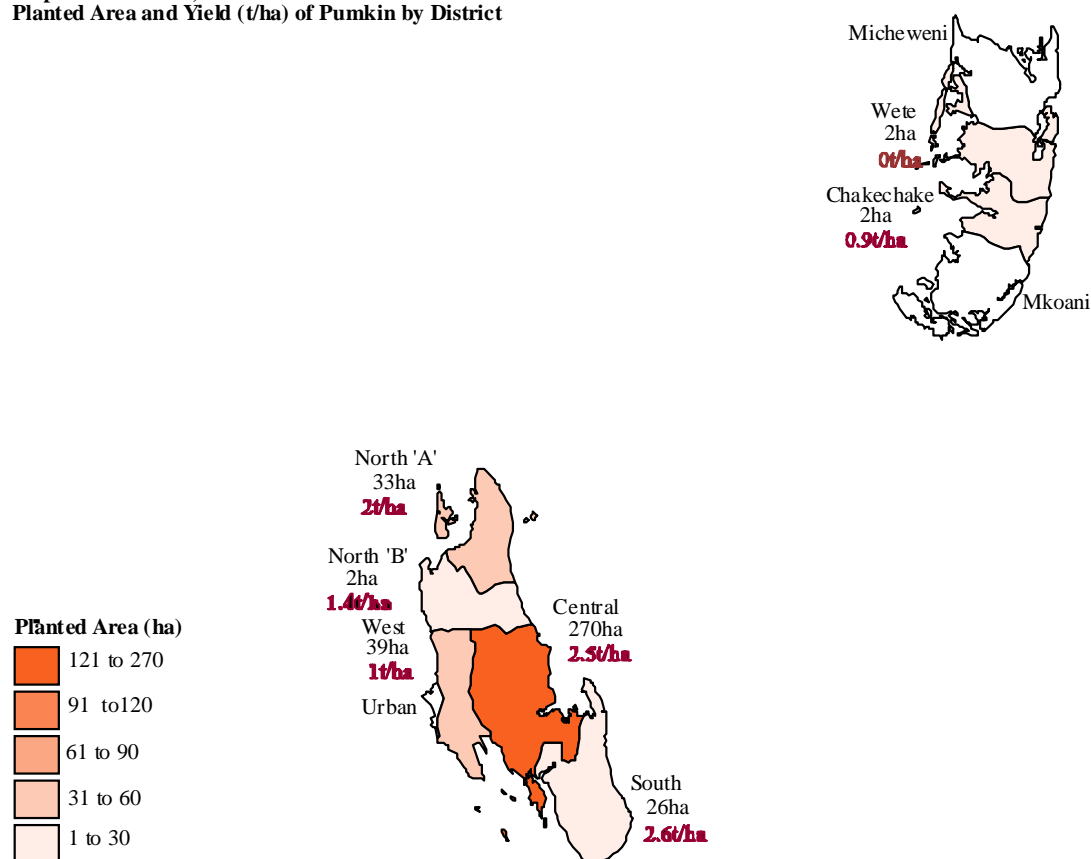 Planted Area and Yield (t/ha) of Pumkin by District
Micheweni
Wete
2ha
0t/ha
Chakechake
2ha
0.9t/ha
Mkoani
North 'A'
33ha
2t/ha
North 'B'
2ha
1.4t/ha
West
39ha
1t/ha
Urban
Central
270ha
2.5t/ha
South
26ha
2.6t/ha
Planted Area (ha)
121 to 270
91 to120
61 to 90
31 to 60
1 to 30